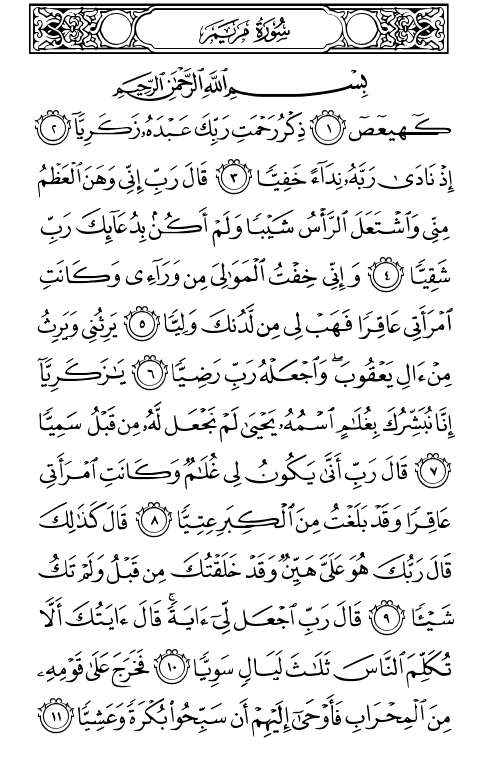 سُورَةُ مَرْيَمَ
بِسْمِ ٱللَّهِ ٱلرَّحْمَٰنِ ٱلرَّحِيمِ
كٓهيعٓصٓ ١ ذِكْرُ رَحْمَتِ رَبِّكَ عَبْدَهُۥ زَكَرِيَّآ ٢
إِذْ نَادَىٰ رَبَّهُۥ نِدَآءً خَفِيًّا ٣ قَالَ رَبِّ إِنِّي وَهَنَ ٱلْعَظْمُ
مِنِّي وَٱشْتَعَلَ ٱلرَّأْسُ شَيْبًا وَلَمْ أَكُنۢ بِدُعَآئِكَ رَبِّ
شَقِيًّا ٤ وَإِنِّي خِفْتُ ٱلْمَوَٰلِيَ مِن وَرَآءِي وَكَانَتِ
ٱمْرَأَتِي عَاقِرًا فَهَبْ لِي مِن لَّدُنكَ وَلِيًّا ٥ يَرِثُنِي وَيَرِثُ
مِنْ ءَالِ يَعْقُوبَۖ وَٱجْعَلْهُ رَبِّ رَضِيًّا ٦ يَٰزَكَرِيَّآ
إِنَّا نُبَشِّرُكَ بِغُلَٰمٍ ٱسْمُهُۥ يَحْيَىٰ لَمْ نَجْعَل لَّهُۥ مِن قَبْلُ سَمِيًّا
٧ قَالَ رَبِّ أَنَّىٰ يَكُونُ لِي غُلَٰمٌ وَكَانَتِ ٱمْرَأَتِي
عَاقِرًا وَقَدْ بَلَغْتُ مِنَ ٱلْكِبَرِ عِتِيًّا ٨ قَالَ كَذَٰلِكَ
قَالَ رَبُّكَ هُوَ عَلَيَّ هَيِّنٌ وَقَدْ خَلَقْتُكَ مِن قَبْلُ وَلَمْ تَكُ
شَيْـًٔا ٩ قَالَ رَبِّ ٱجْعَل لِّيٓ ءَايَةًۚ قَالَ ءَايَتُكَ أَلَّا
تُكَلِّمَ ٱلنَّاسَ ثَلَٰثَ لَيَالٍ سَوِيًّا ١٠ فَخَرَجَ عَلَىٰ قَوْمِهِۦ
مِنَ ٱلْمِحْرَابِ فَأَوْحَىٰٓ إِلَيْهِمْ أَن سَبِّحُوا۟ بُكْرَةً وَعَشِيًّا ١١